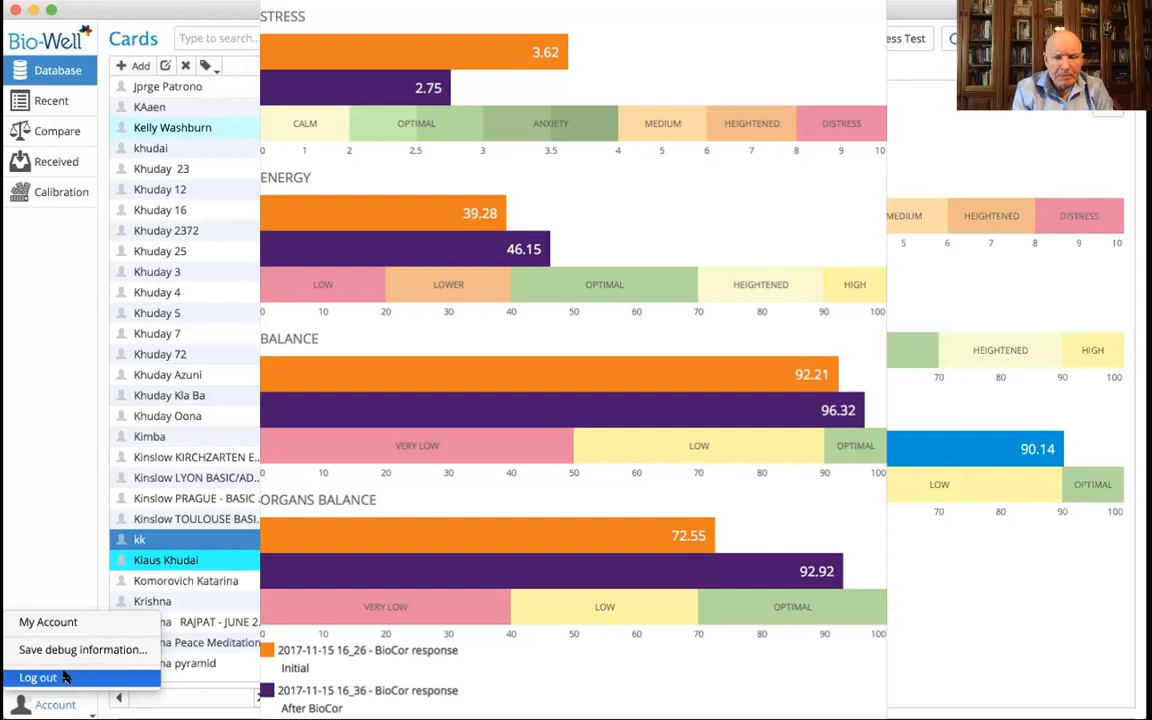 Bio-Well
Database
Recent
Compare
Received
Calibration
My Account
Save debug information...
Log out
Account
Cards
Type to search...
Add
Jprge Patrono
KAaen
Kelly Washburn
khudai
Khuday 23
Khuday 12
Khuday 16
Khuday 2372
Khuday 25
Khuday 3
Khuday 4
Khuday 5
Khuday 7
Khuday 72
Khuday Azuni
Khuday Kla Ba
Khuday Oona
Kimba
Kinslow KIRCHZARTEN E...
Kinslow LYON BASIC/AD...
Kinslow PRAGUE - BASIC
Kinslow TOULOUSE BASI...
kk
Klaus Khudai
Komorovich Katarina
Krishna
na RAJPAT - JUNE 2...
na Peace Meditation
na pyramid
STRESS
3.62
2.75
CALM OPTIMAL ANXIETY MEDIUM HEIGHTENED DISTRESS
0 1 2 2.5 3 3.5 4 5 6 7 8 9 10
ENERGY
39.28
46.15
LOW LOWER OPTIMAL HEIGHTENED HIGH
0 10 20 30 40 50 60 70 80 90 100
BALANCE
92.21
96.32
VERY LOW LOW OPTIMAL
0 10 20 30 40 50 60 70 80 90 100
ORGANS BALANCE
72.55
92.92
VERY LOW LOW OPTIMAL
0 10 20 30 40 50 60 70 80 90 100
2017-11-15 16_26 - BioCor response
Initial
2017-11-15 16_36 - BioCor response
After BioCor
ess Test
MEDIUM HEIGHTENED DISTRESS
5 6 7 8 9 10
HEIGHTENED HIGH
70 80 90 100
90.14
LOW OPTIMAL
70 80 90 100